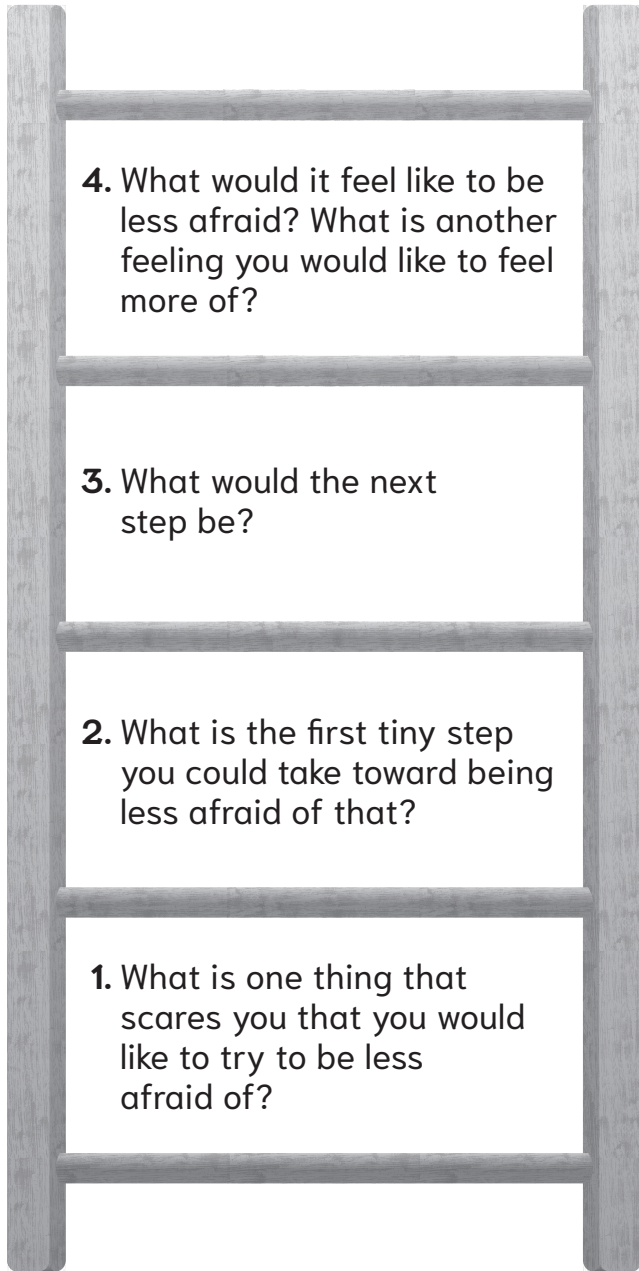 4. What would it feel like to be
less afraid? What is another
feeling you would like to feel
more of?
3. What would the next
step be?
2. What is the first tiny step
you could take toward being
less afraid of that?
1. What is one thing that
scares you that you would
like to try to be less
afraid of?